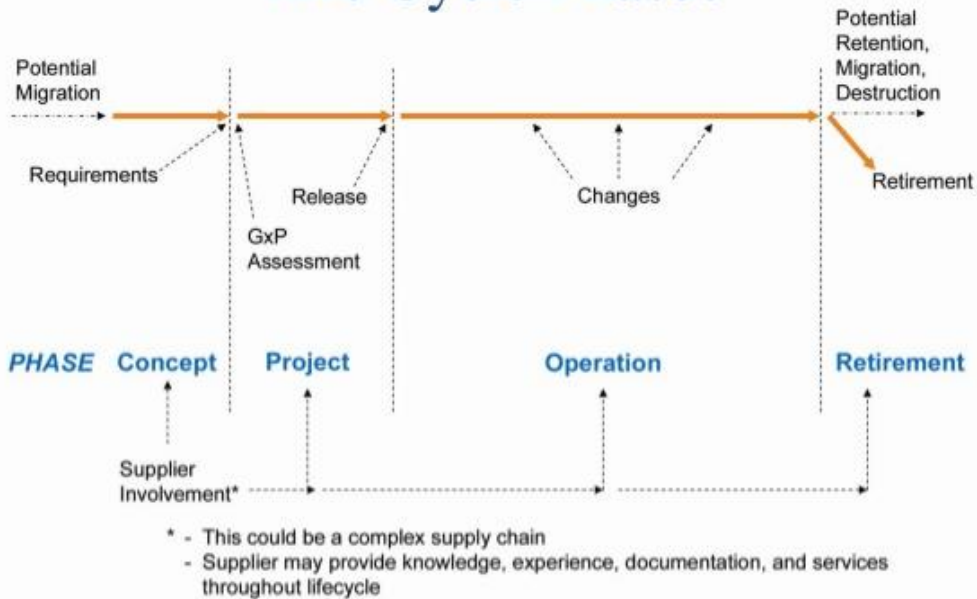 Potential
Retention,
Migration,
Destruction
Potential
Migration
Requirements
Release
Changes
Retirement
GxP
Assessment
PHASE Concept Project Operation Retirement
Supplier
Involvement*
* - This could be a complex supply chain
- Supplier may provide knowledge, experience, documentation, and services
throughout lifecycle